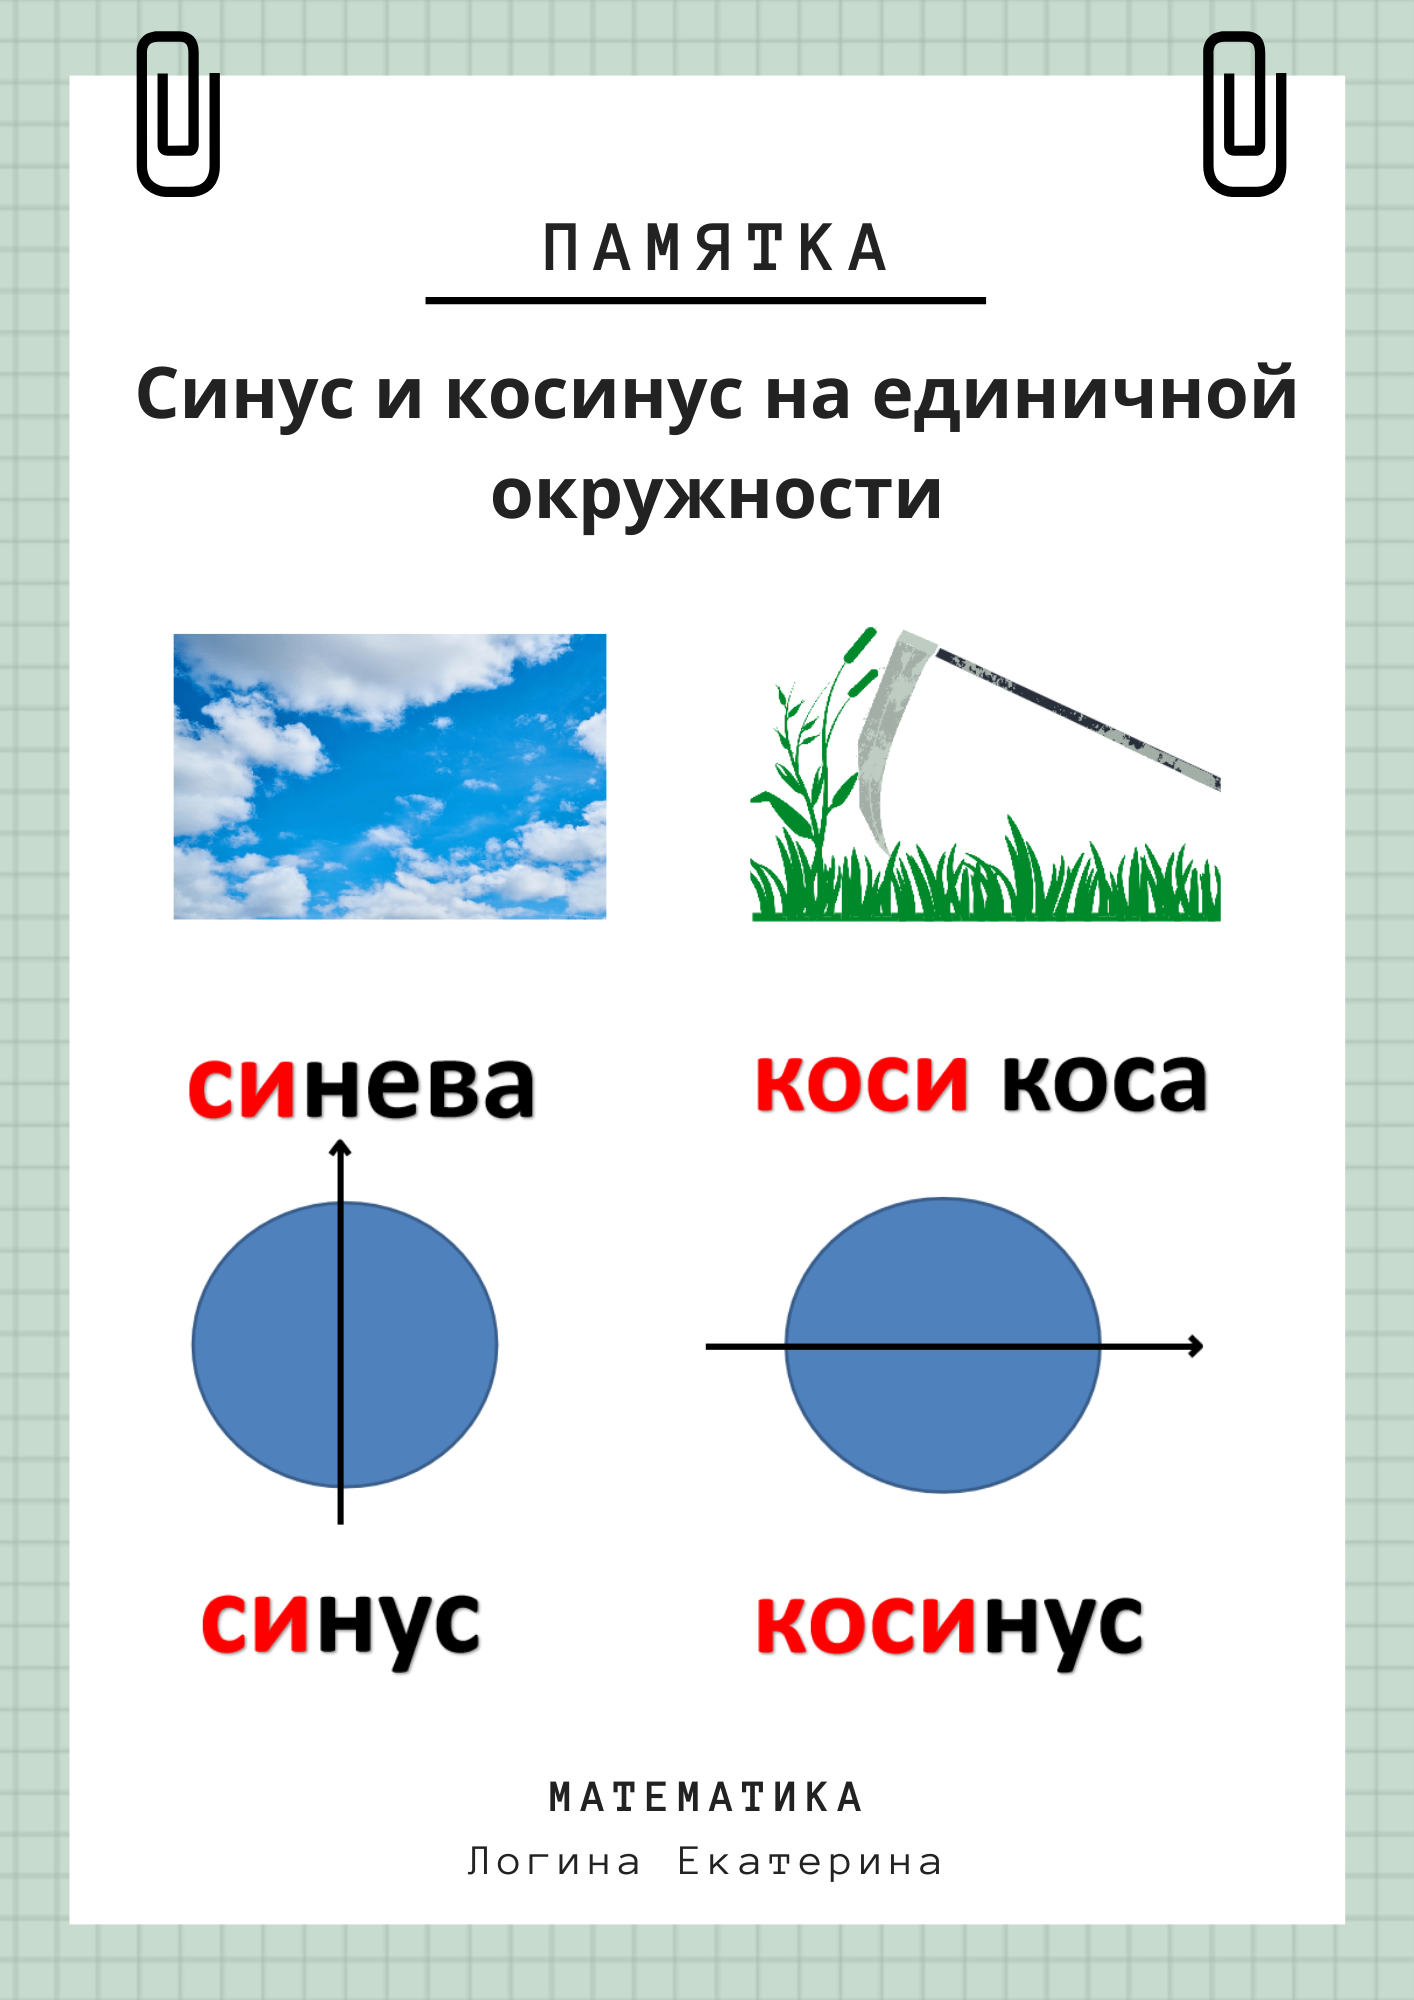 ПАМЯТКА
Синус и косинус на единичной
окружности
синева
коси коса
синус
косинус
МАТЕМАТИКА
Логина Екатерина